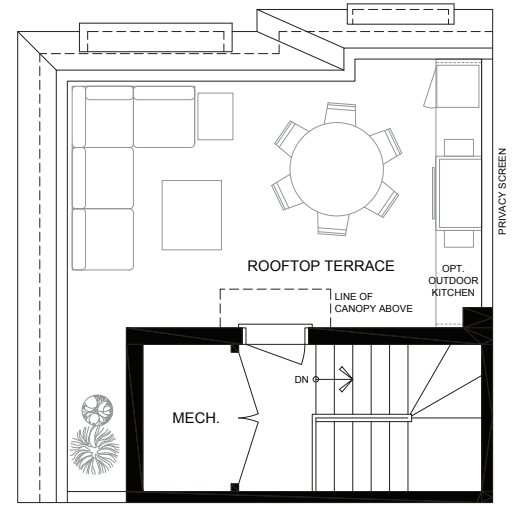 PRIVACY SCREEN
ROOFTOP TERRACE
OPT.
OUTDOOR
KITCHEN
LINE OF
CANOPY ABOVE
DN
MECH.